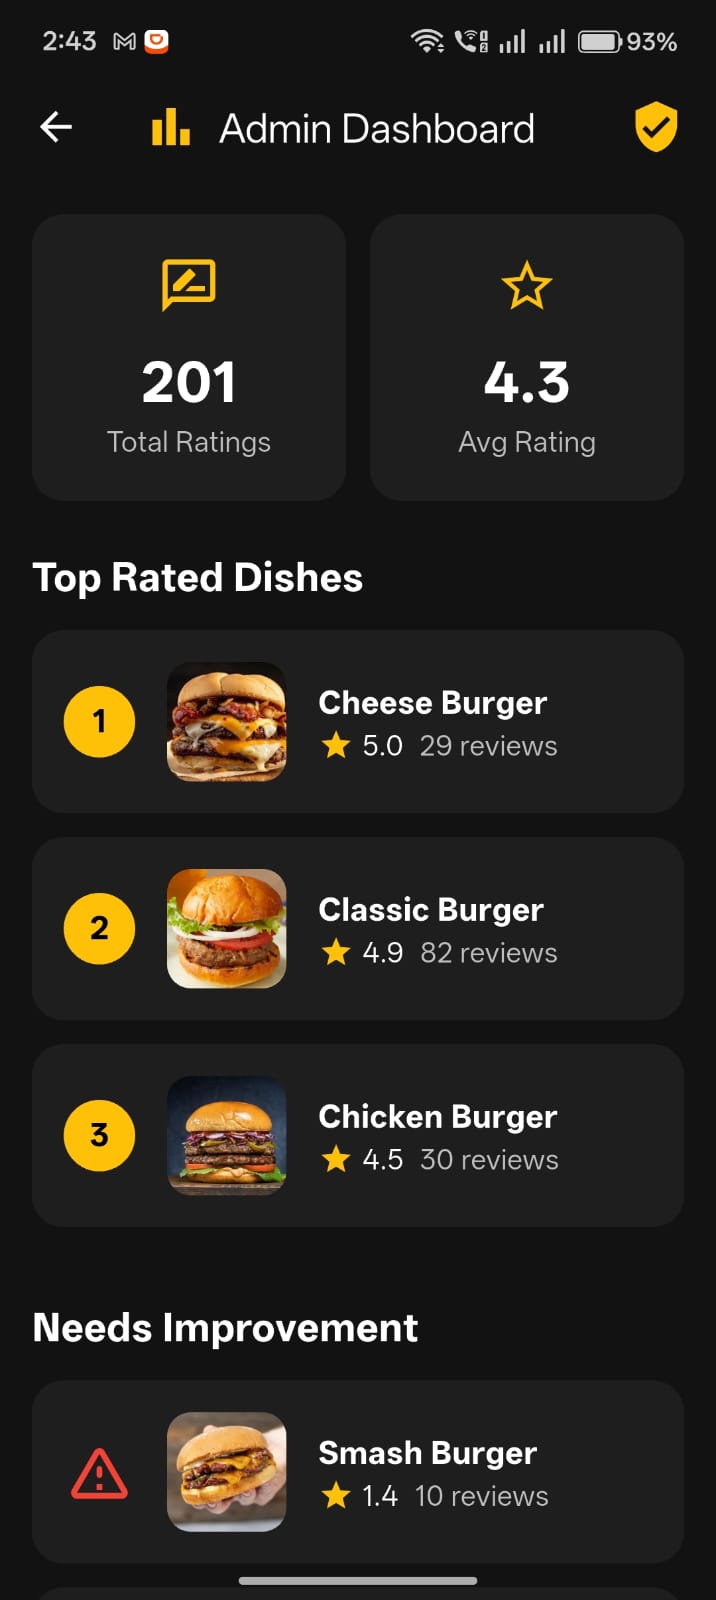 2:43 93%
Admin Dashboard
201 4.3
Total Ratings Avg Rating
Top Rated Dishes
1
Cheese Burger
5.0 29 reviews
2
Classic Burger
4.9 82 reviews
3
Chicken Burger
4.5 30 reviews
Needs Improvement
Smash Burger
1.4 10 reviews